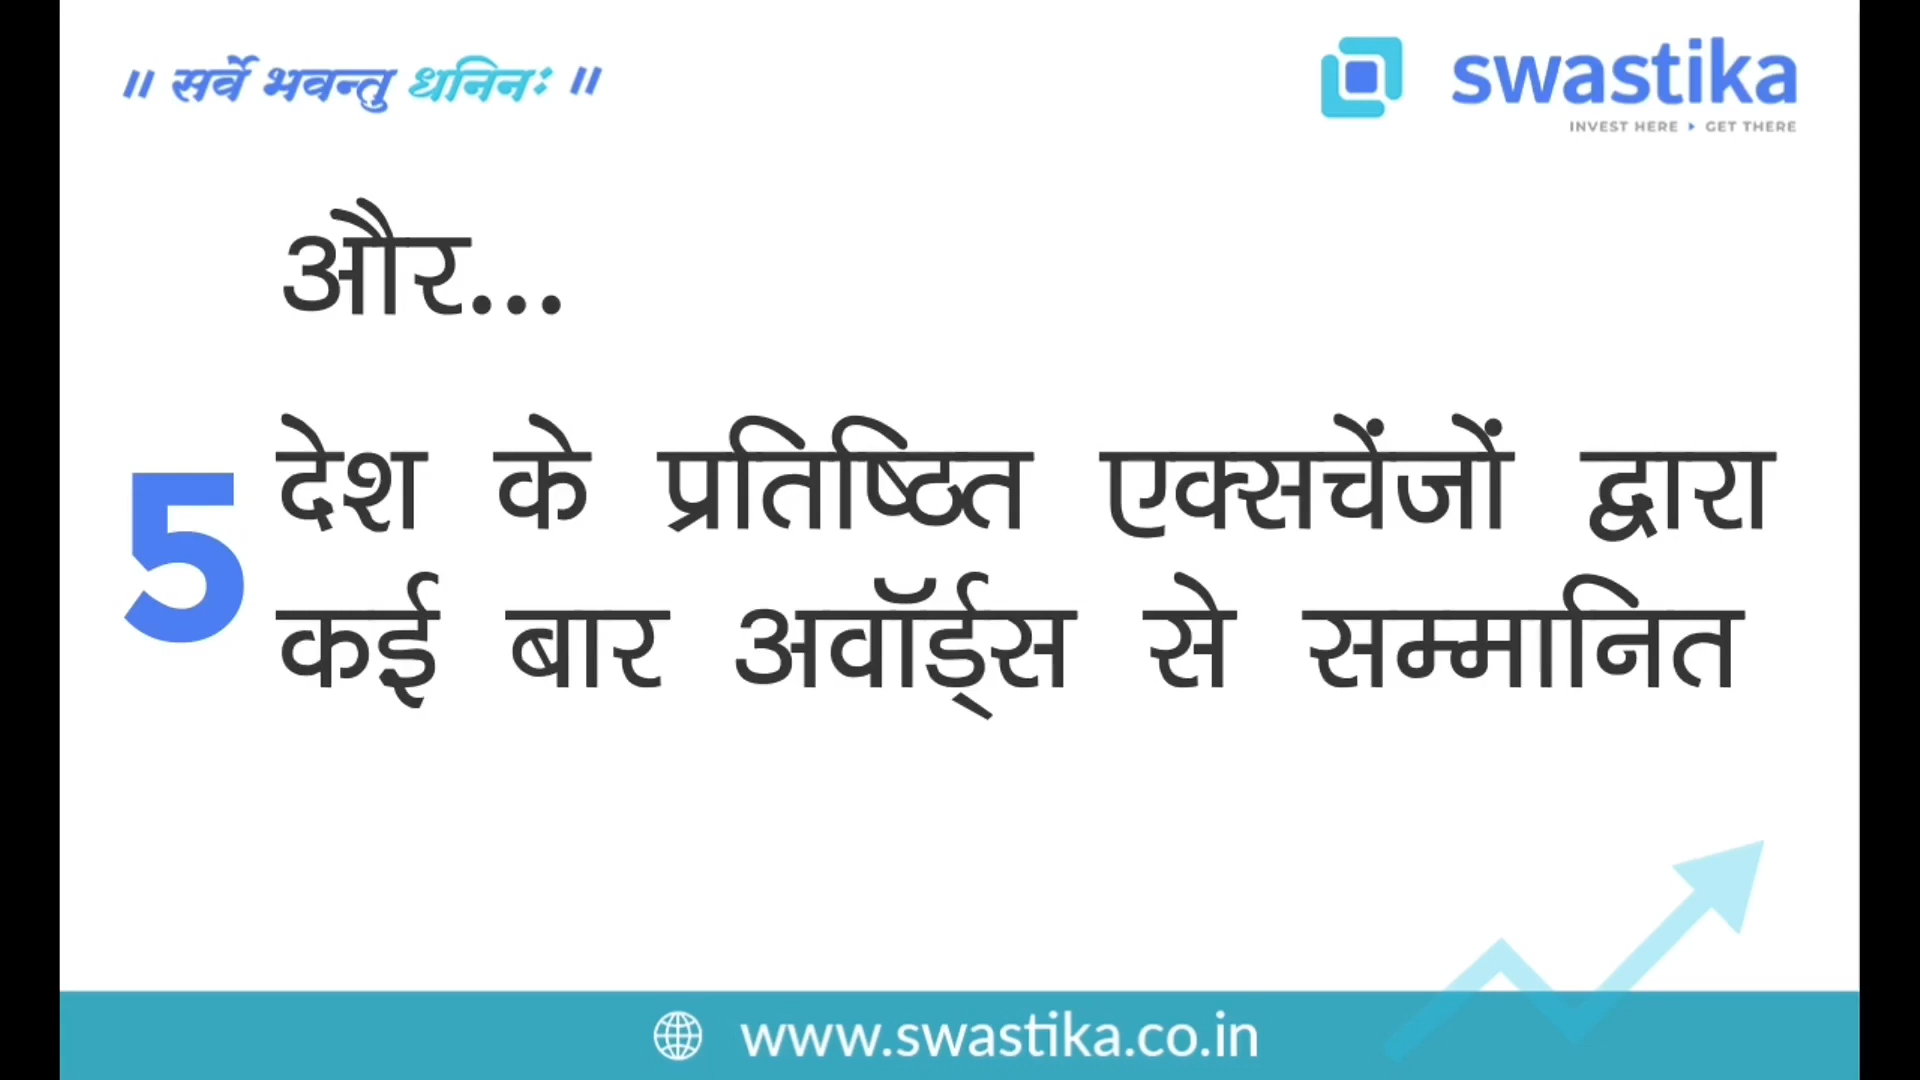 ॥ सर्वे भवन्तु धनिनः ॥
swastika
INVEST HERE ▸ GET THERE
और...
5
देश के प्रतिष्ठित एक्सचेंजों द्वारा
कई बार अवॉर्ड्स से सम्मानित
www.swastika.co.in